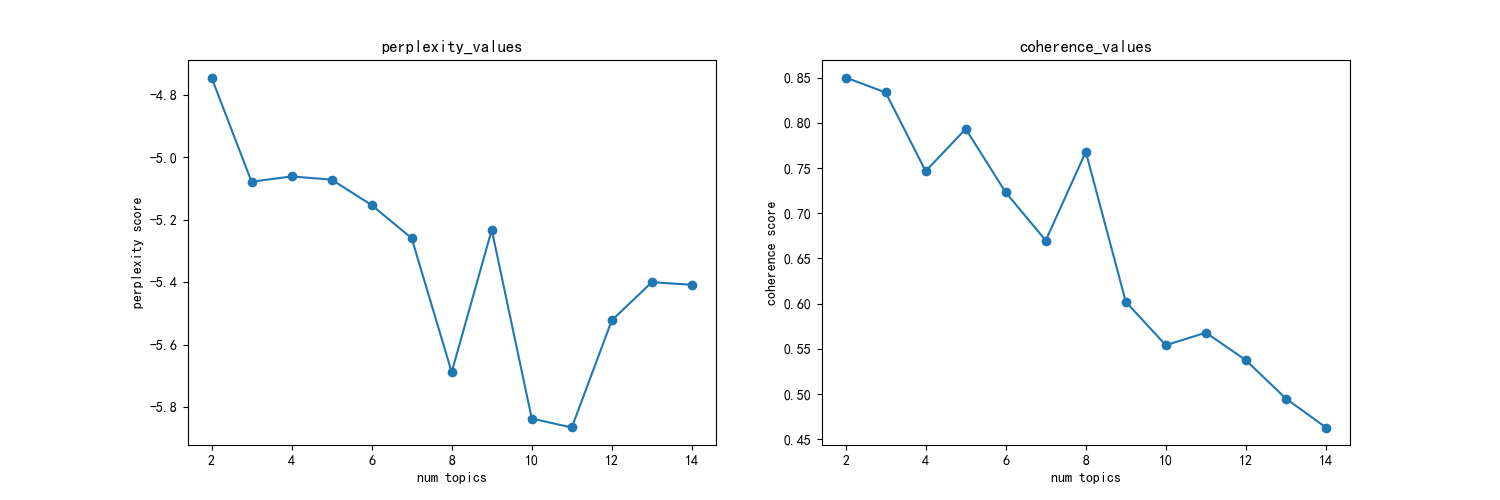 perplexity_values
perplexity score
-4.8
-5.0
-5.2
-5.4
-5.6
-5.8
2 4 6 8 10 12 14
num topics
coherence_values
coherence score
0.85
0.80
0.75
0.70
0.65
0.60
0.55
0.50
0.45
2 4 6 8 10 12 14
num topics